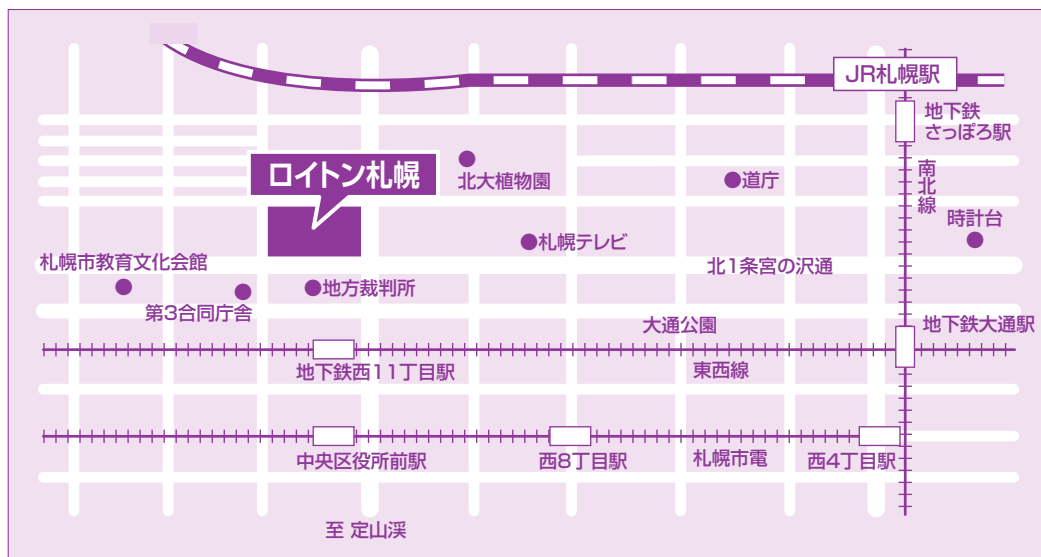 JR札幌駅
地下鉄
さっぽろ駅
ロイトン札幌
北大植物園
道庁
南北線
時計台
札幌テレビ
札幌市教育文化会館
北1条宮の沢通
第3合同庁舎
地方裁判所
大通公園
地下鉄大通駅
地下鉄西11丁目駅
東西線
中央区役所前駅
西8丁目駅
札幌市電
西4丁目駅
至 定山渓